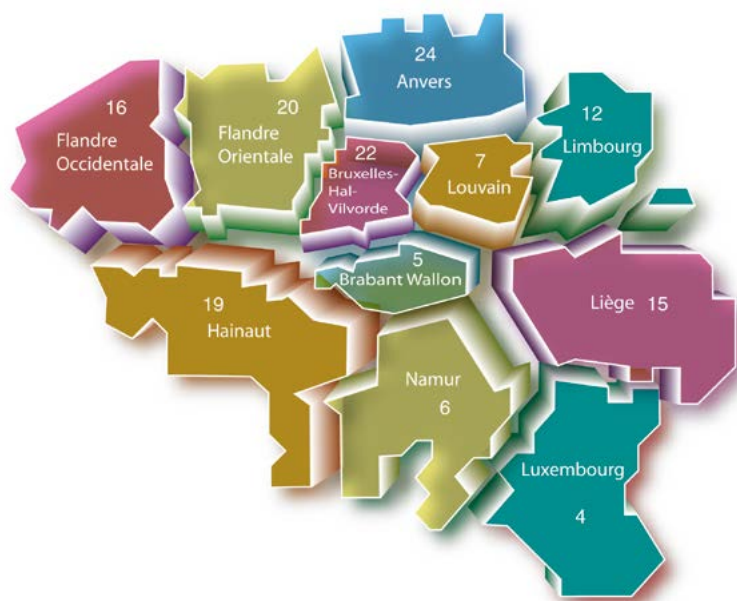 24
Anvers
16
Flandre
Occidentale
20
Flandre
Orientale
12
Limbourg
22
Bruxelles-
Hal-
Vilvorde
7
Louvain
5
Brabant Wallon
19
Hainaut
Liège 15
Namur
6
Luxembourg
4